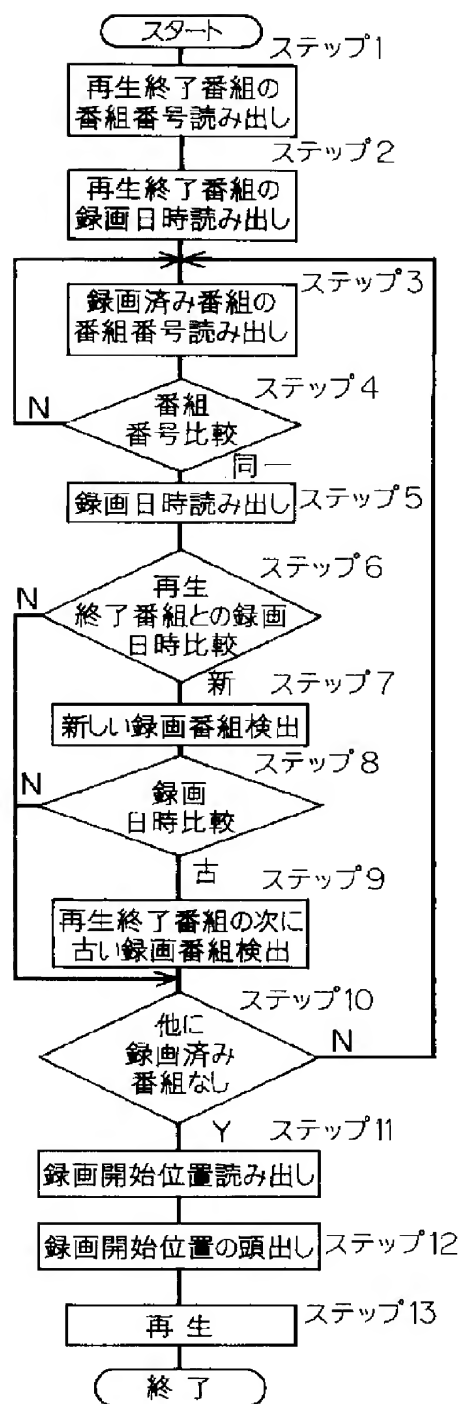 スタート
ステップ1
再生終了番組の
番組番号読み出し
ステップ2
再生終了番組の
録画日時読み出し
ステップ3
録画済み番組の
番組番号読み出し
ステップ4
N
番組
番号比較
同一
録画日時読み出し
ステップ5
ステップ6
N
再生
終了番組との録画
日時比較
新
ステップ7
新しい録画番組検出
ステップ8
N
録画
日時比較
古
ステップ9
再生終了番組の次に
古い録画番組検出
ステップ10
他に
録画済み
番組なし
N
Y
ステップ11
録画開始位置読み出し
録画開始位置の頭出し
ステップ12
ステップ13
再生
終了